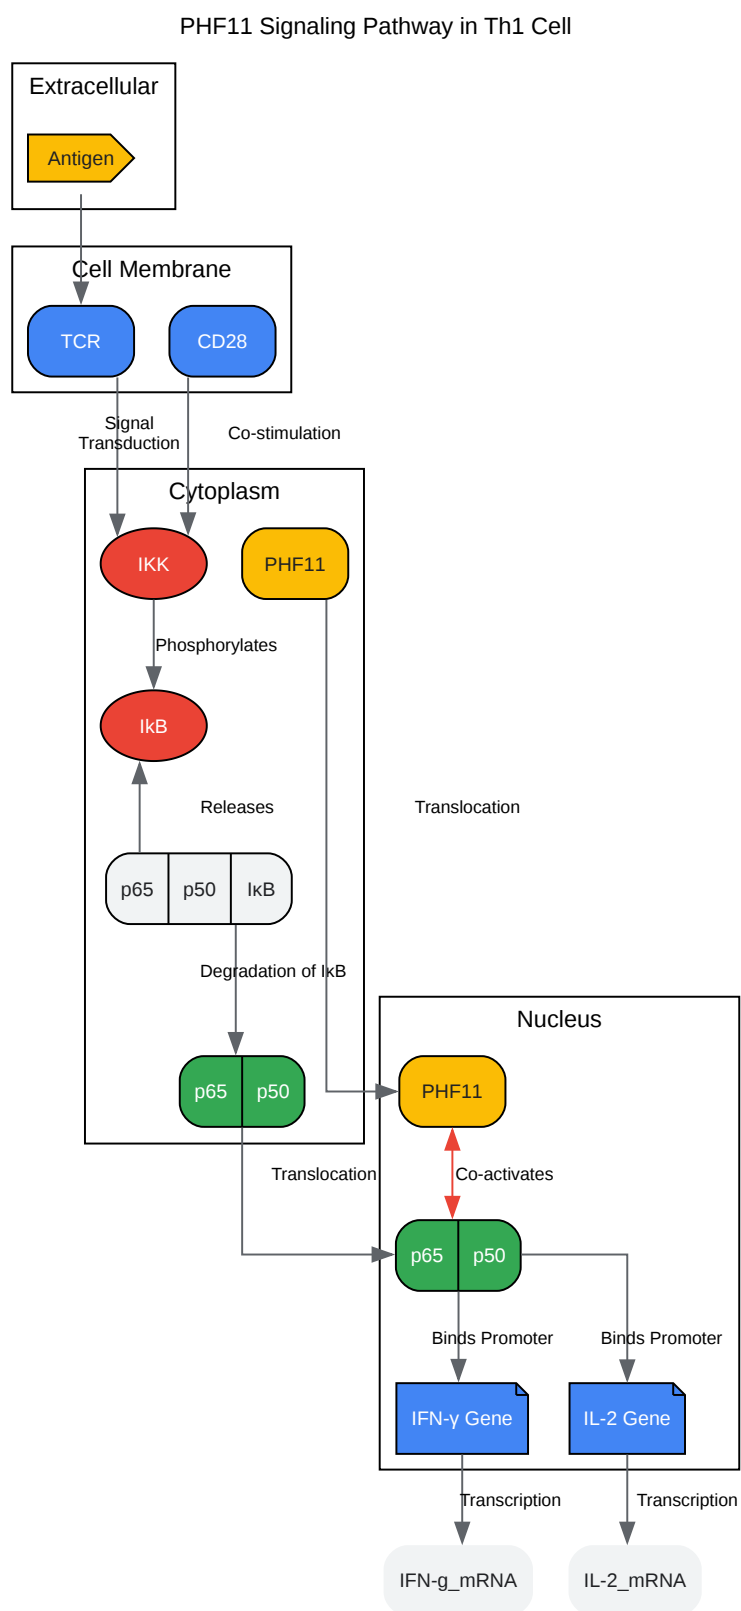 PHF11 Signaling Pathway in Th1 Cell
Extracellular
Antigen
Cell Membrane
TCR
CD28
Signal
Transduction
Co-stimulation
Cytoplasm
IKK
PHF11
Phosphorylates
IkB
Releases
Translocation
p65
p50
IκB
Degradation of IκB
Nucleus
p65
p50
PHF11
Translocation
Co-activates
p65
p50
Binds Promoter
Binds Promoter
IFN-γ Gene
IL-2 Gene
Transcription
Transcription
IFN-g_mRNA
IL-2_mRNA